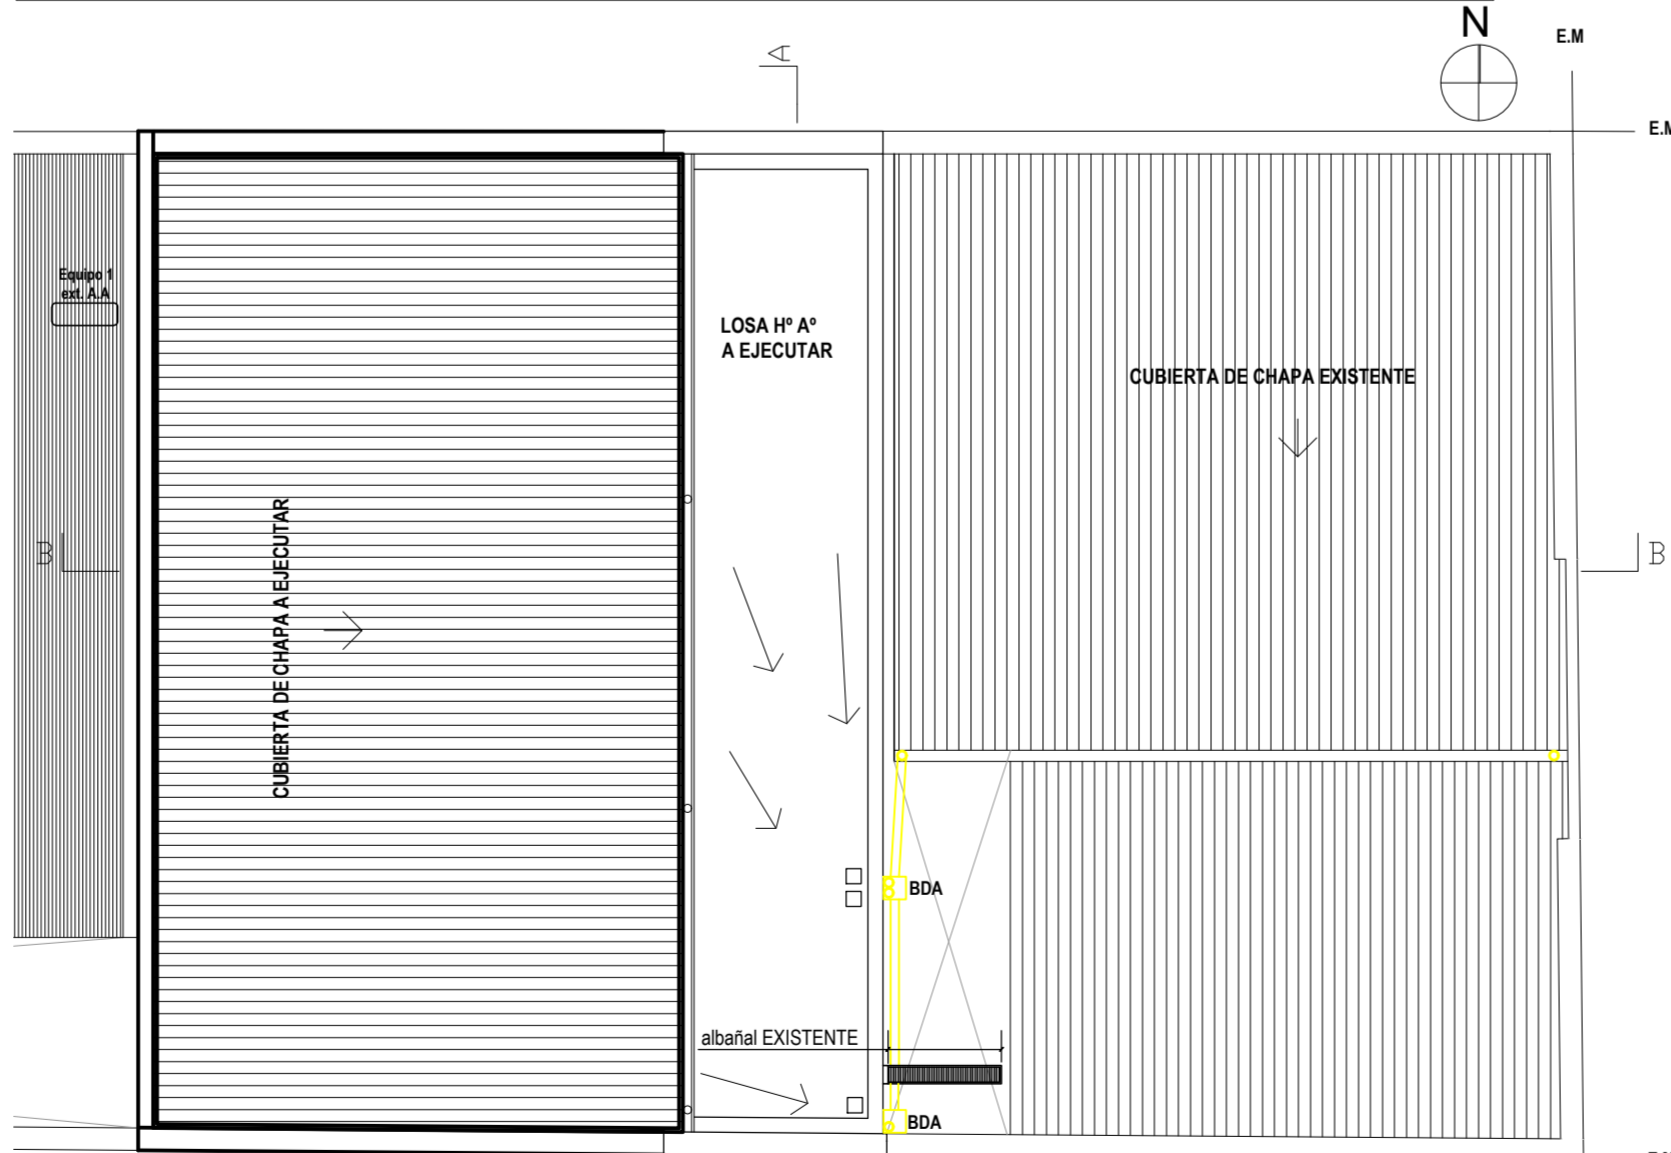 N
E.M
A
E.M
Equipo 1
ext. A.A
LOSA Hº Aº
A EJECUTAR
CUBIERTA DE CHAPA EXISTENTE
CUBIERTA DE CHAPA A EJECUTAR
B
B
BDA
albañal EXISTENTE
BDA